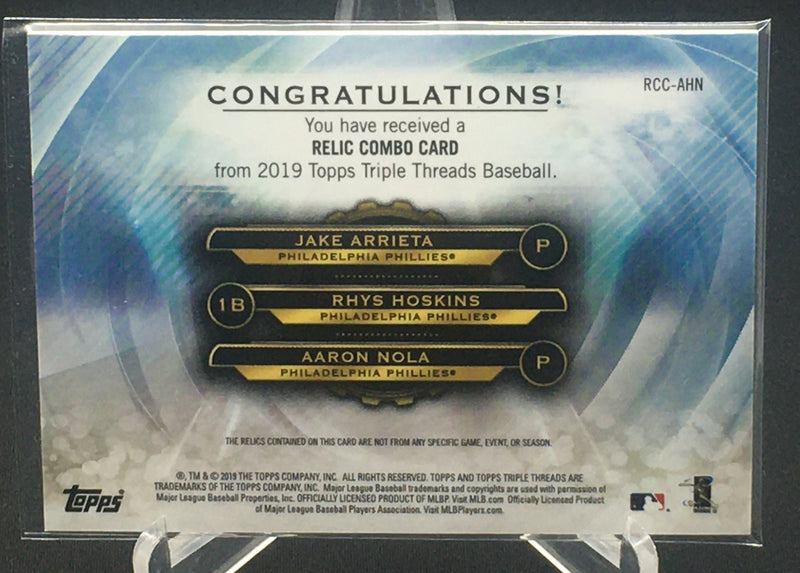 RCC-AHN
CONGRATULATIONS!
You have received a
RELIC COMBO CARD
from 2019 Topps Triple Threads Baseball.
JAKE ARRIETA
P
PHILADELPHIA PHILLIES®
1B
RHYS HOSKINS
PHILADELPHIA PHILLIES®
AARON NOLA
P
PHILADELPHIA PHILLIES®
THE RELICS CONTAINED ON THIS CARD ARE NOT FROM ANY SPECIFIC GAME, EVENT, OR SEASON.
®, TM & © 2019 THE TOPPS COMPANY, INC. ALL RIGHTS RESERVED. TOPPS AND TOPPS TRIPLE THREADS ARE
TRADEMARKS OF THE TOPPS COMPANY, INC. Major League Baseball trademarks and copyrights are used with permission of
Major League Baseball Properties, Inc. OFFICIALLY LICENSED PRODUCT OF MLBP. Visit MLB.com Officially Licensed Product
of Major League Baseball Players Association. Visit MLBPlayers.com.
topps